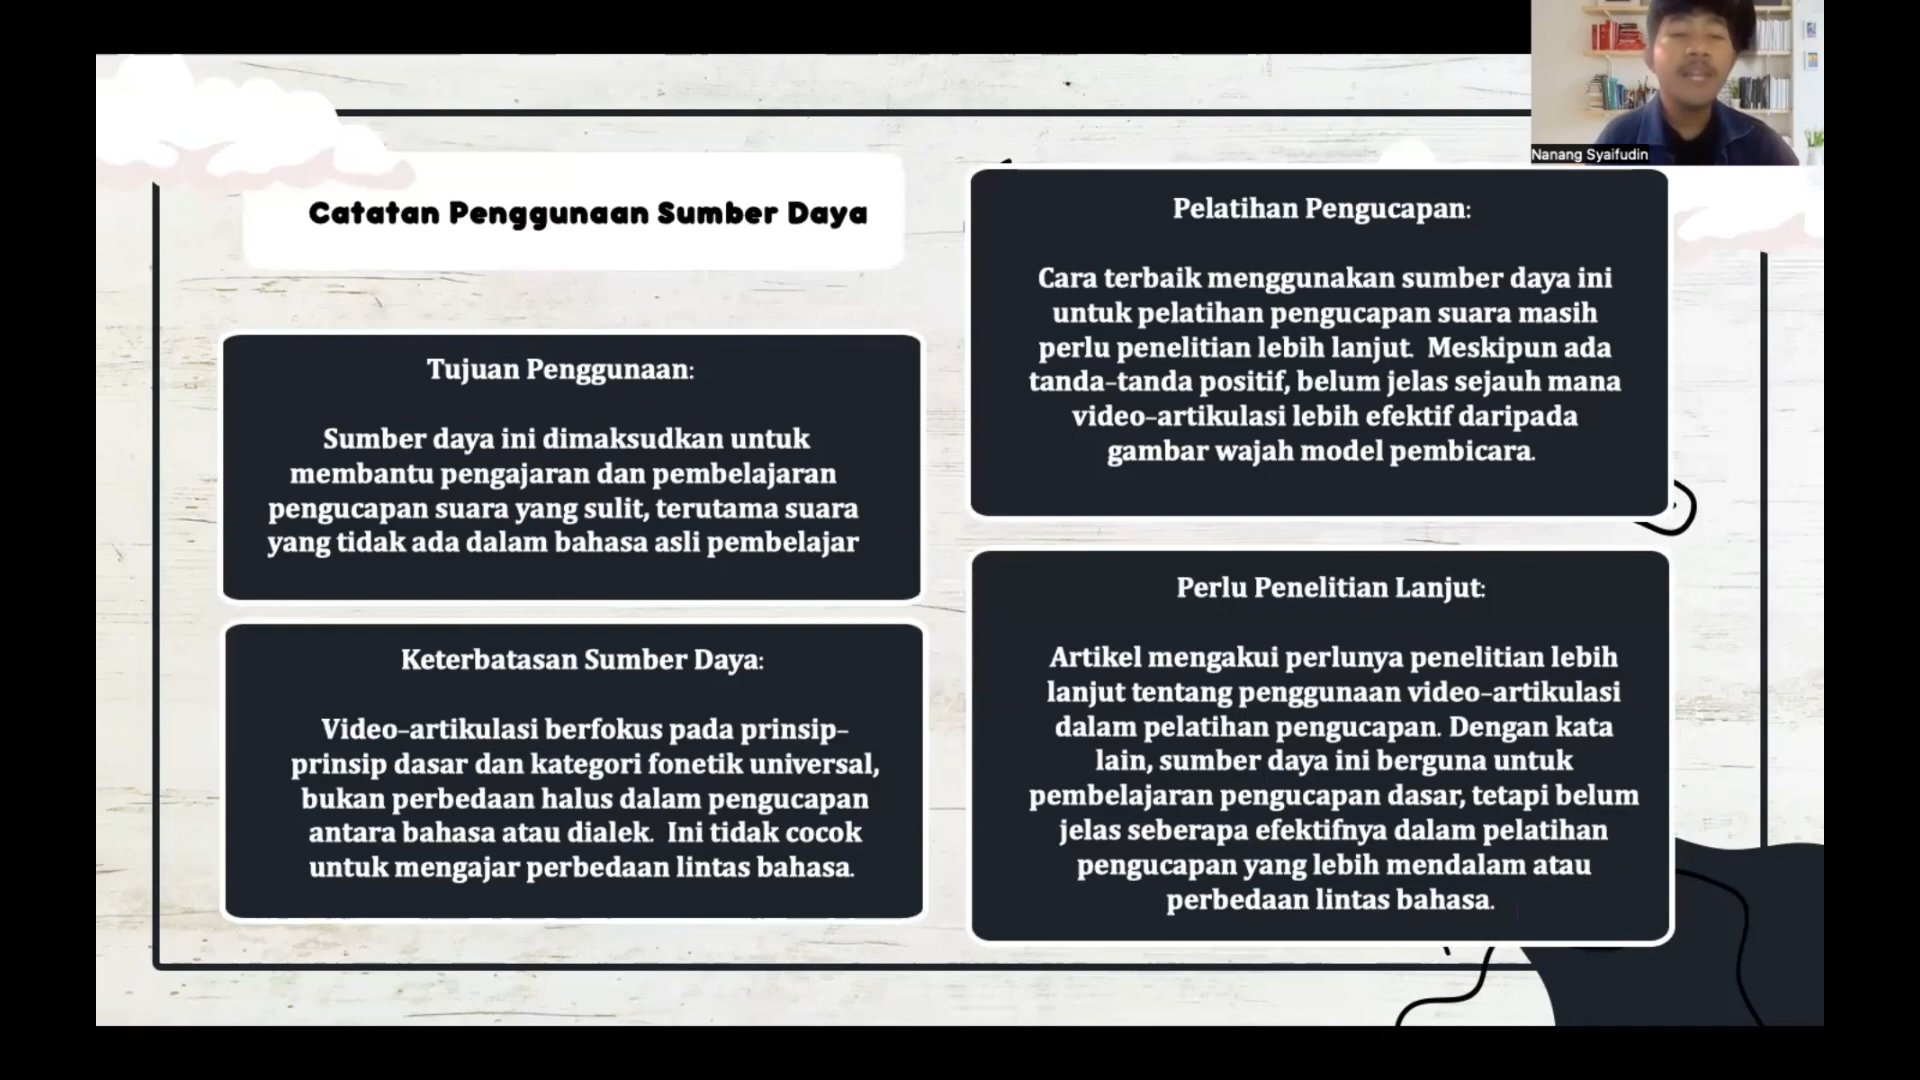 Nanang Syaifudin
Catatan Penggunaan Sumber Daya
Tujuan Penggunaan:
Sumber daya ini dimaksudkan untuk
membantu pengajaran dan pembelajaran
pengucapan suara yang sulit, terutama suara
yang tidak ada dalam bahasa asli pembelajar
Keterbatasan Sumber Daya:
Video-artikulasi berfokus pada prinsip-
prinsip dasar dan kategori fonetik universal,
bukan perbedaan halus dalam pengucapan
antara bahasa atau dialek. Ini tidak cocok
untuk mengajar perbedaan lintas bahasa.
Pelatihan Pengucapan:
Cara terbaik menggunakan sumber daya ini
untuk pelatihan pengucapan suara masih
perlu penelitian lebih lanjut. Meskipun ada
tanda-tanda positif, belum jelas sejauh mana
video-artikulasi lebih efektif daripada
gambar wajah model pembicara.
Perlu Penelitian Lanjut:
Artikel mengakui perlunya penelitian lebih
lanjut tentang penggunaan video-artikulasi
dalam pelatihan pengucapan. Dengan kata
lain, sumber daya ini berguna untuk
pembelajaran pengucapan dasar, tetapi belum
jelas seberapa efektifnya dalam pelatihan
pengucapan yang lebih mendalam atau
perbedaan lintas bahasa.